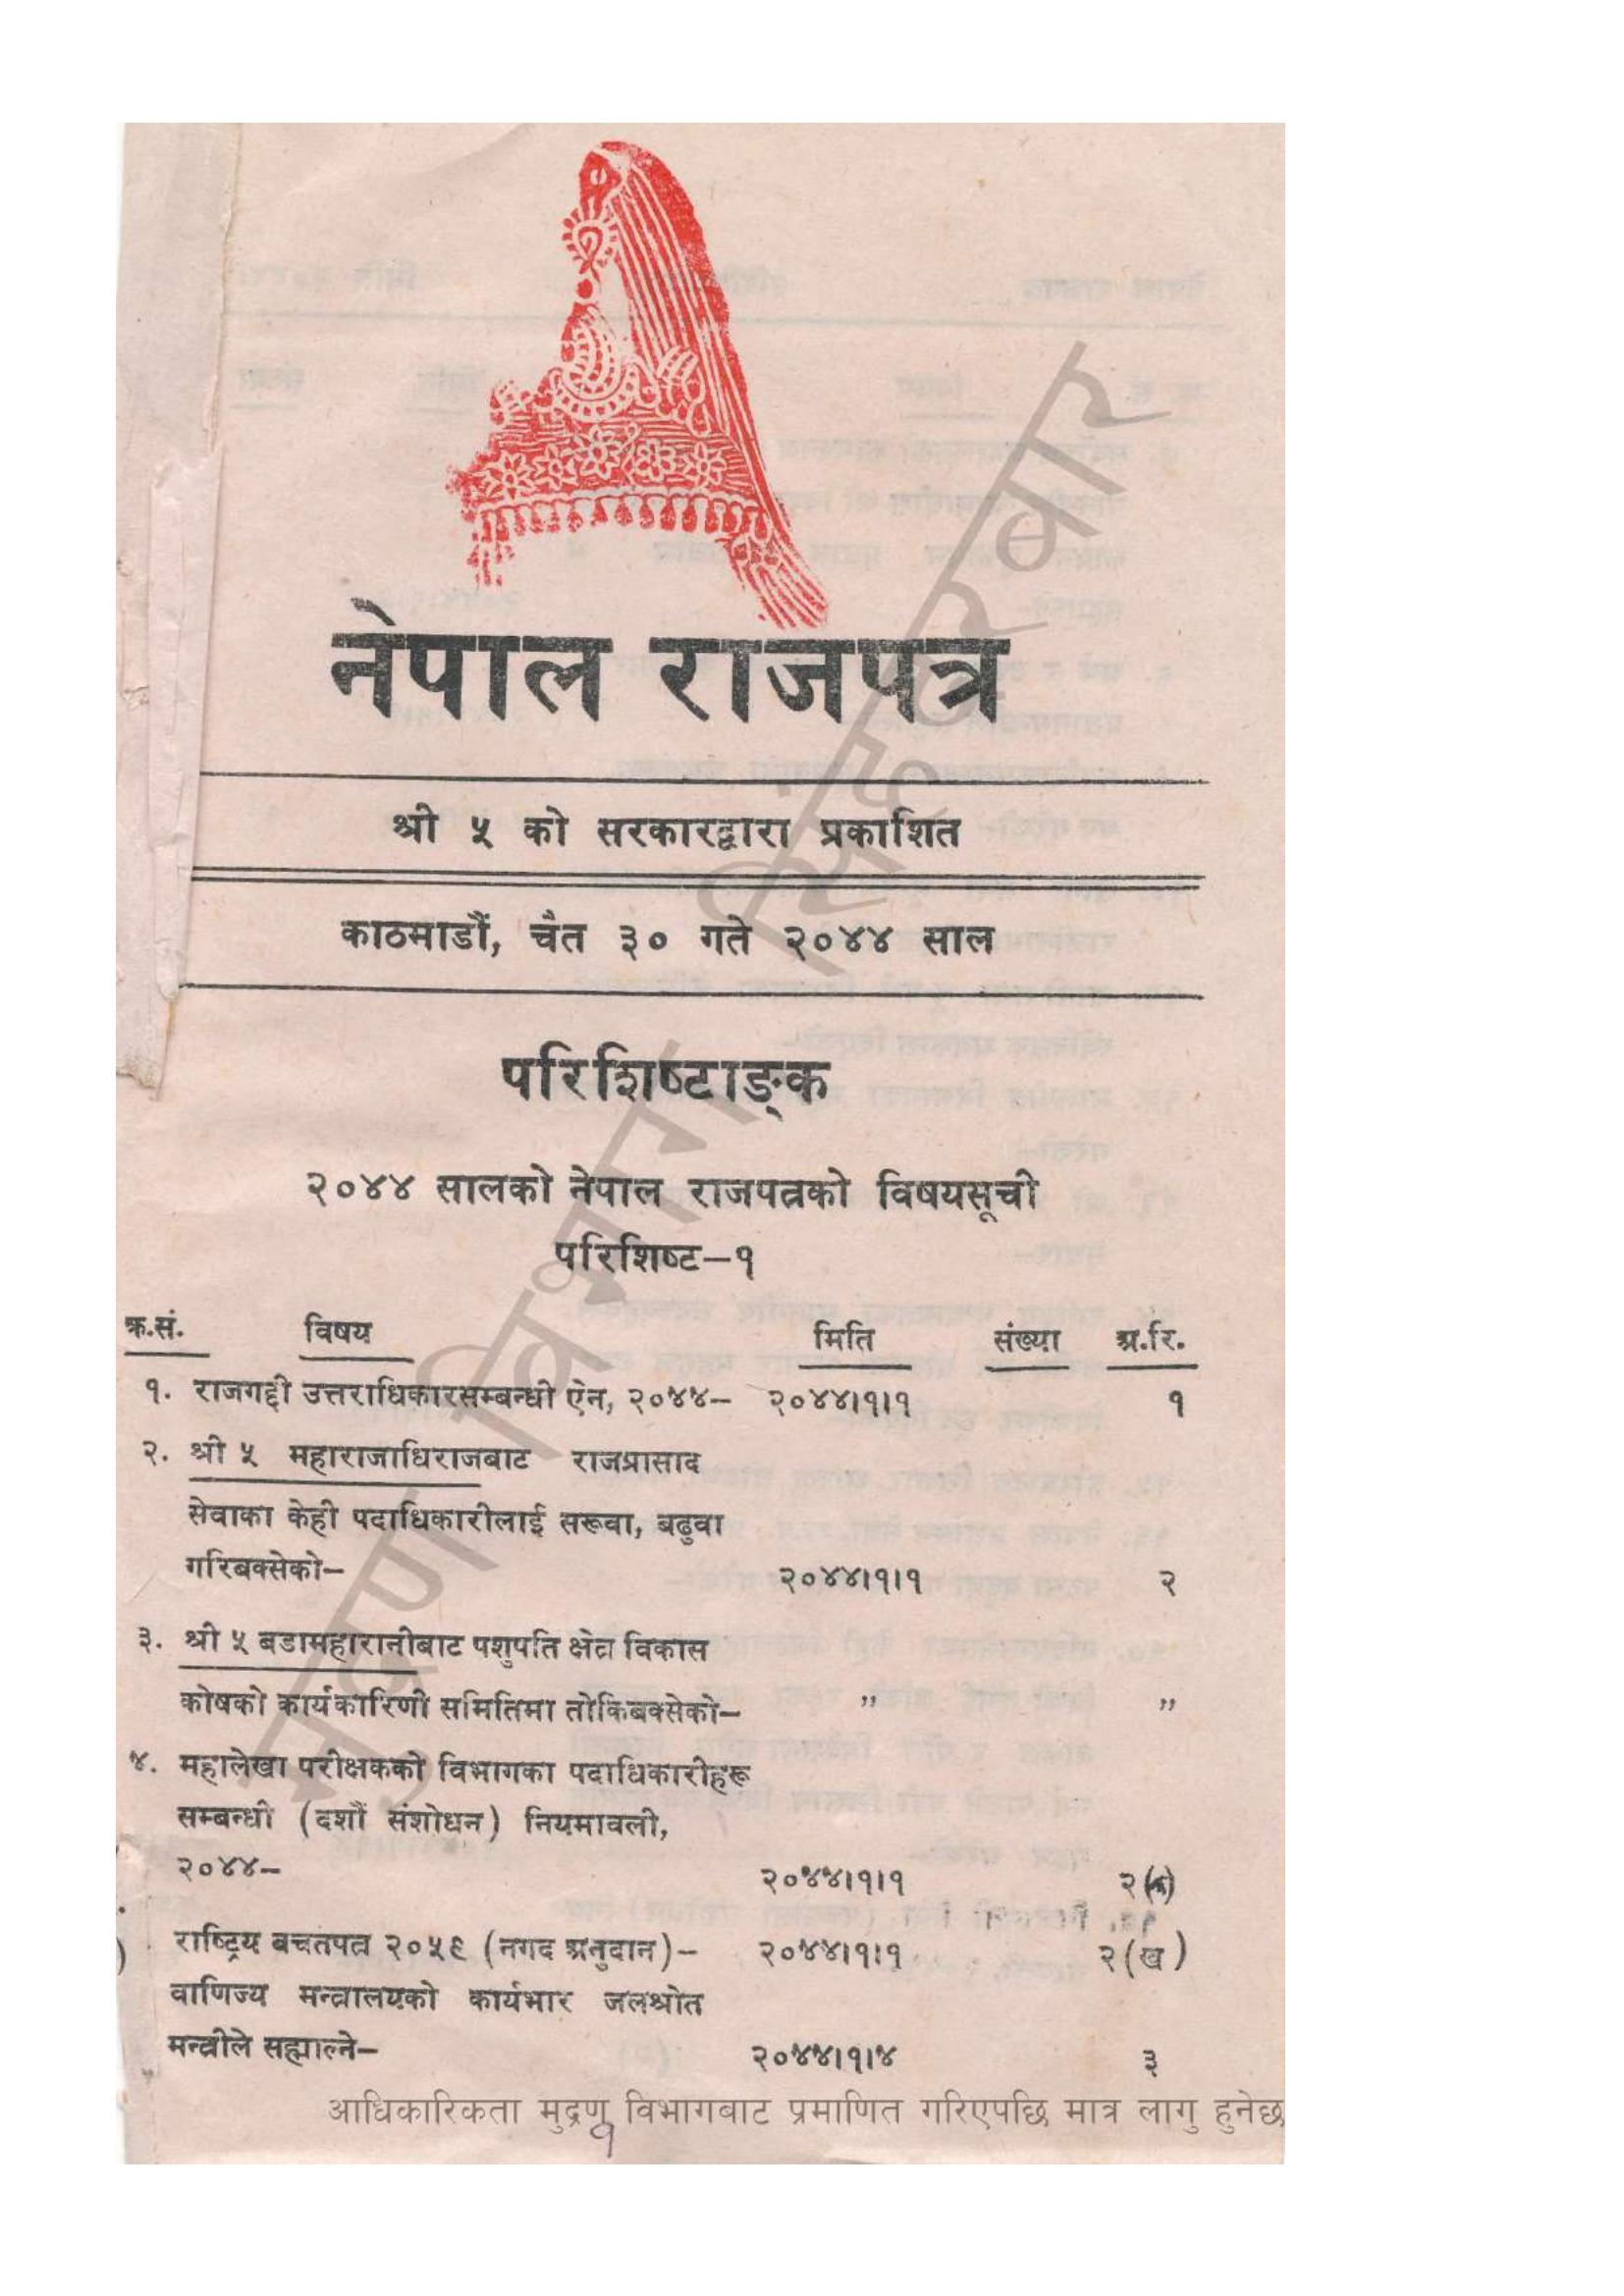 नेपाल राजपत्र
श्री ५ को सरकारद्वारा प्रकाशित
काठमाडौं, चैत ३० गते २०४४ साल
परिशिष्टाङ्क
२०४४ सालको नेपाल राजपत्रको विषयसूची
परिशिष्ट–१
क्र.सं. विषय मिति संख्या अ.रि.
१. राजगद्दी उत्तराधिकारसम्बन्धी ऐन, २०४४– २०४४।१।१ १
२. श्री ५ महाराजाधिराजबाट राजप्रासाद
सेवाका केही पदाधिकारीलाई सरूवा, बढुवा
गरिबक्सेको– २०४४।१।१ २
३. श्री ५ बडामहारानीबाट पशुपति क्षेत्र विकास
कोषको कार्यकारिणी समितिमा तोकिबक्सेको– ,, ,,
४. महालेखा परीक्षकको विभागका पदाधिकारीहरू
सम्बन्धी (दशौं संशोधन) नियमावली,
२०४४– २०४४।१।१ २(क)
राष्ट्रिय बचतपत्र २०५९ (नगद अनुदान)– २०४४।१।१ २(ख)
वाणिज्य मन्त्रालयको कार्यभार जलश्रोत
मन्त्रीले सह्माल्ने– २०४४।१।४ ३
आधिकारिकता मुद्रण विभागबाट प्रमाणित गरिएपछि मात्र लागु हुनेछ
१
मुद्रण विभाग सिंहदरवार